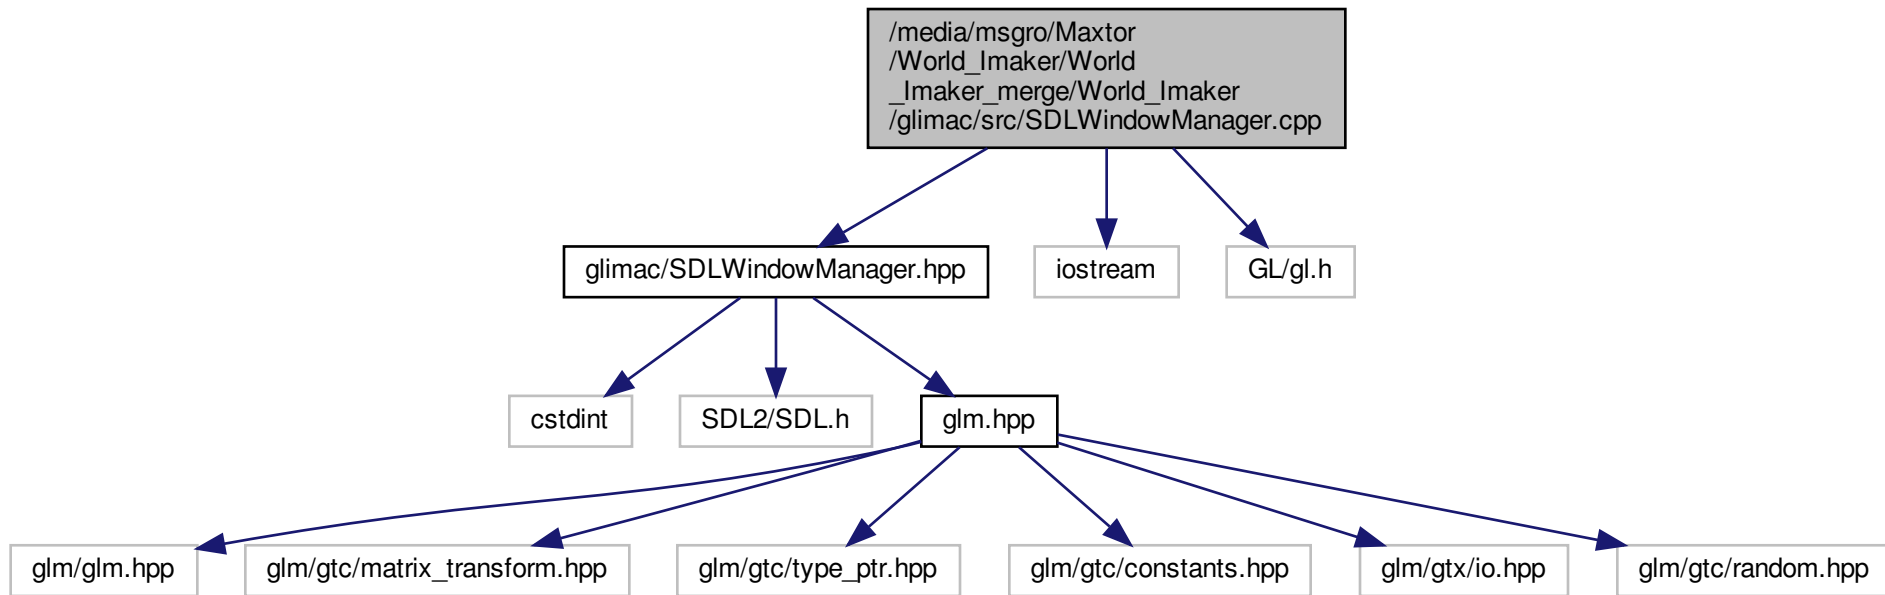 /media/msgro/Maxtor
/World_Imaker/World
_Imaker_merge/World_Imaker
/glimac/src/SDLWindowManager.cpp
glimac/SDLWindowManager.hpp
iostream
GL/gl.h
cstdint
SDL2/SDL.h
glm.hpp
glm/glm.hpp
glm/gtc/matrix_transform.hpp
glm/gtc/type_ptr.hpp
glm/gtc/constants.hpp
glm/gtx/io.hpp
glm/gtc/random.hpp